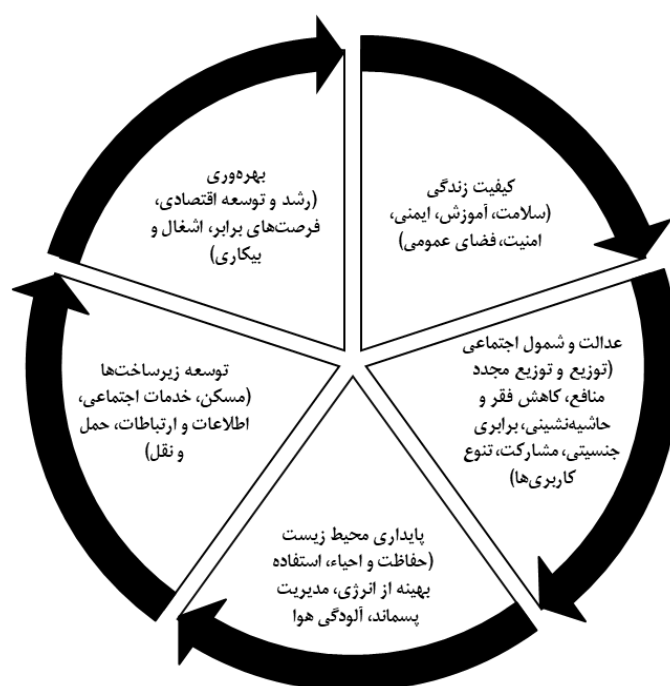 بهره‌وری
(رشد و توسعه اقتصادی،
فرصت‌های برابر، اشغال و
بیکاری)
کیفیت زندگی
(سلامت، آموزش، ایمنی،
امنیت، فضای عمومی)
عدالت و شمول اجتماعی
(توزیع و توزیع مجدد
منافع، کاهش فقر و
حاشیه‌نشینی، برابری
جنسیتی، مشارکت، تنوع
کاربری‌ها)
پایداری محیط زیست
(حفاظت و احیاء، استفاده
بهینه از انرژی، مدیریت
پسماند، آلودگی هوا
توسعه زیرساخت‌ها
(مسکن، خدمات اجتماعی،
اطلاعات و ارتباطات، حمل
و نقل)